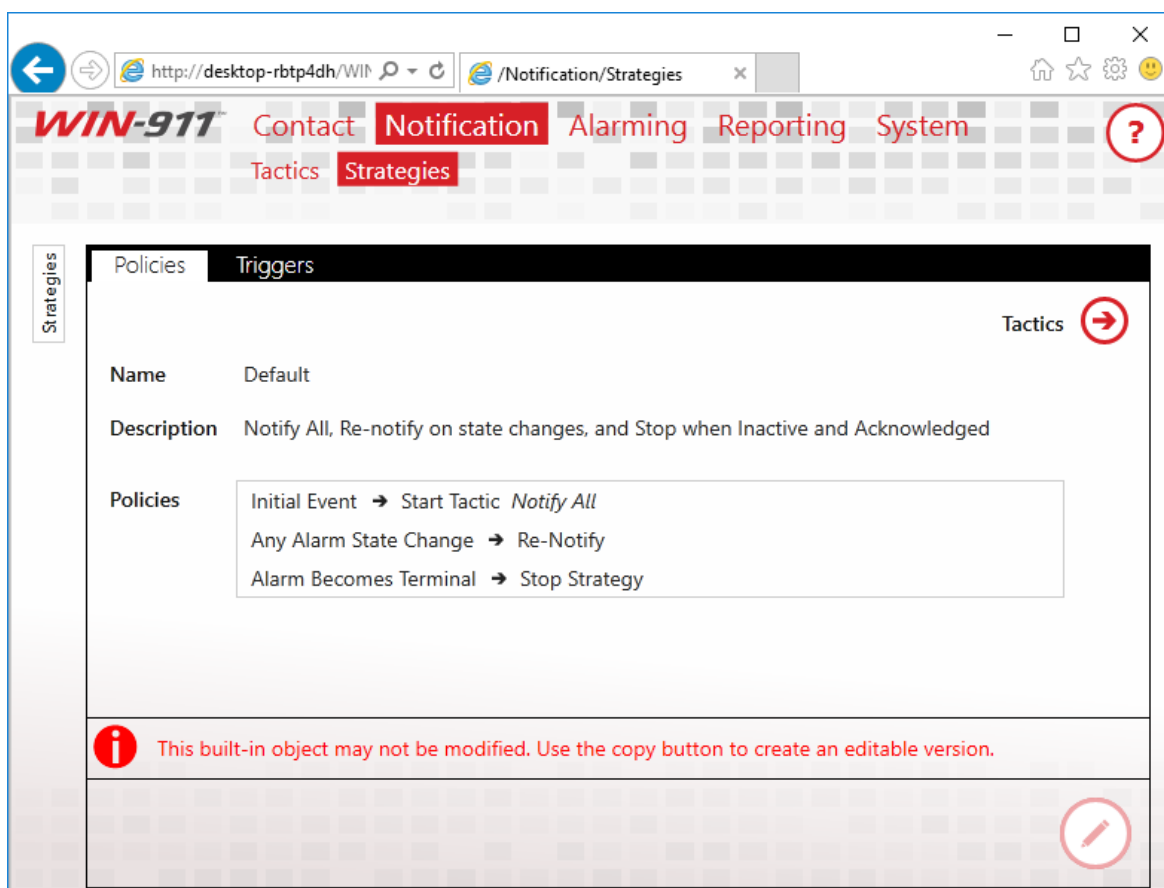 http://desktop-rbtp4dh/WIN
/Notification/Strategies
WIN-911™ Contact Notification Alarming Reporting System ?
Tactics Strategies
Strategies
Policies Triggers
Tactics
Name Default
Description Notify All, Re-notify on state changes, and Stop when Inactive and Acknowledged
Policies Initial Event ➔ Start Tactic Notify All
Any Alarm State Change ➔ Re-Notify
Alarm Becomes Terminal ➔ Stop Strategy
This built-in object may not be modified. Use the copy button to create an editable version.